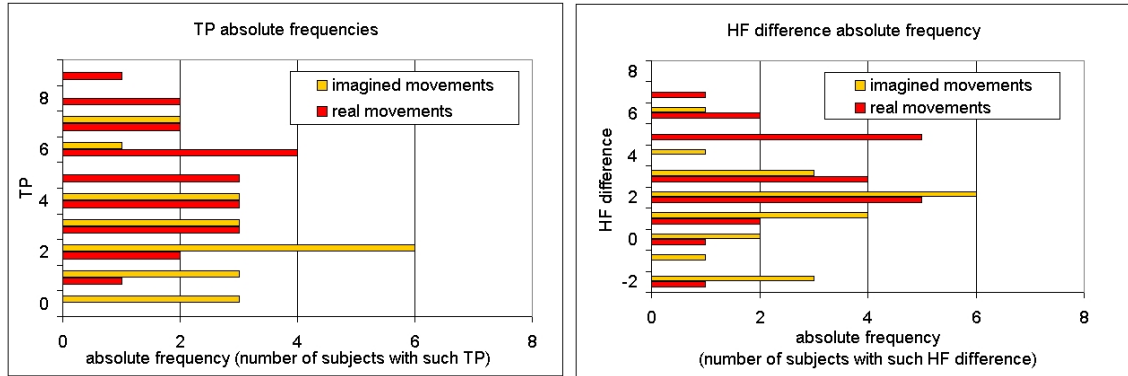 TP absolute frequencies
imagined movements
real movements
8
6
4
2
0
TP
0 2 4 6 8
absolute frequency (number of subjects with such TP)
HF difference absolute frequency
imagined movements
real movements
8
6
4
2
0
-2
HF difference
0 2 4 6 8
absolute frequency
(number of subjects with such HF difference)